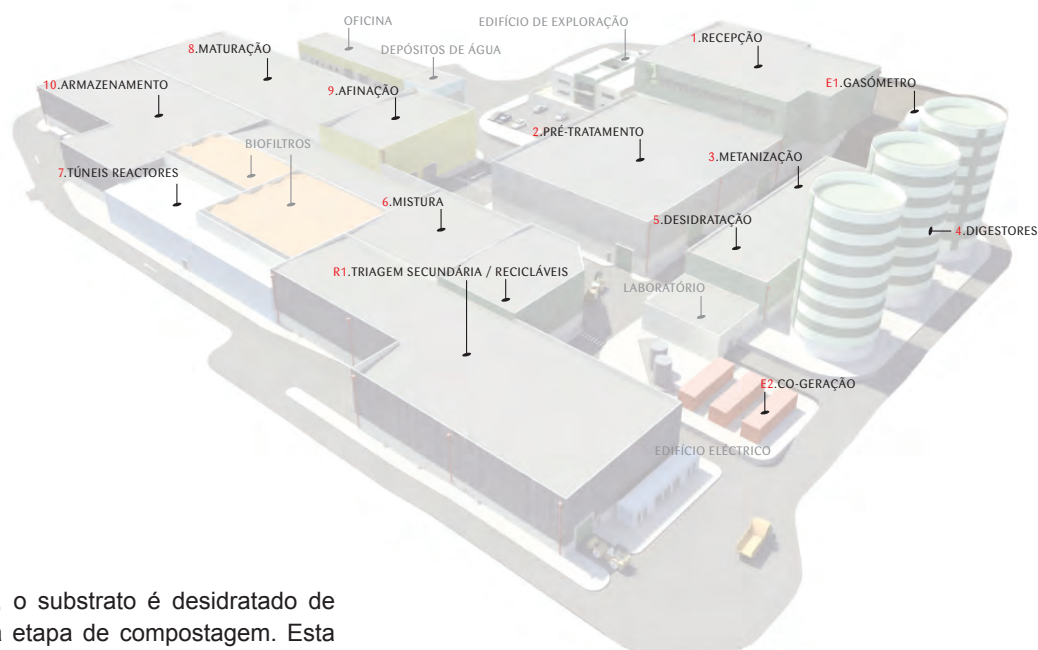 OFICINA
EDIFÍCIO DE EXPLORAÇÃO
1.RECEPÇÃO
8.MATURAÇÃO
DEPÓSITOS DE ÁGUA
10.ARMAZENAMENTO
9.AFINAÇÃO
E1.GASÓMETRO
2.PRÉ-TRATAMENTO
BIOFILTROS
3.METANIZAÇÃO
7.TÚNEIS REACTORES
6.MISTURA
5.DESIDRATAÇÃO
4.DIGESTORES
R1.TRIAGEM SECUNDÁRIA / RECICLÁVEIS
LABORATÓRIO
E2.CO-GERAÇÃO
EDIFÍCIO ELÉCTRICO
o substrato é desidratado de
etapa de compostagem. Esta